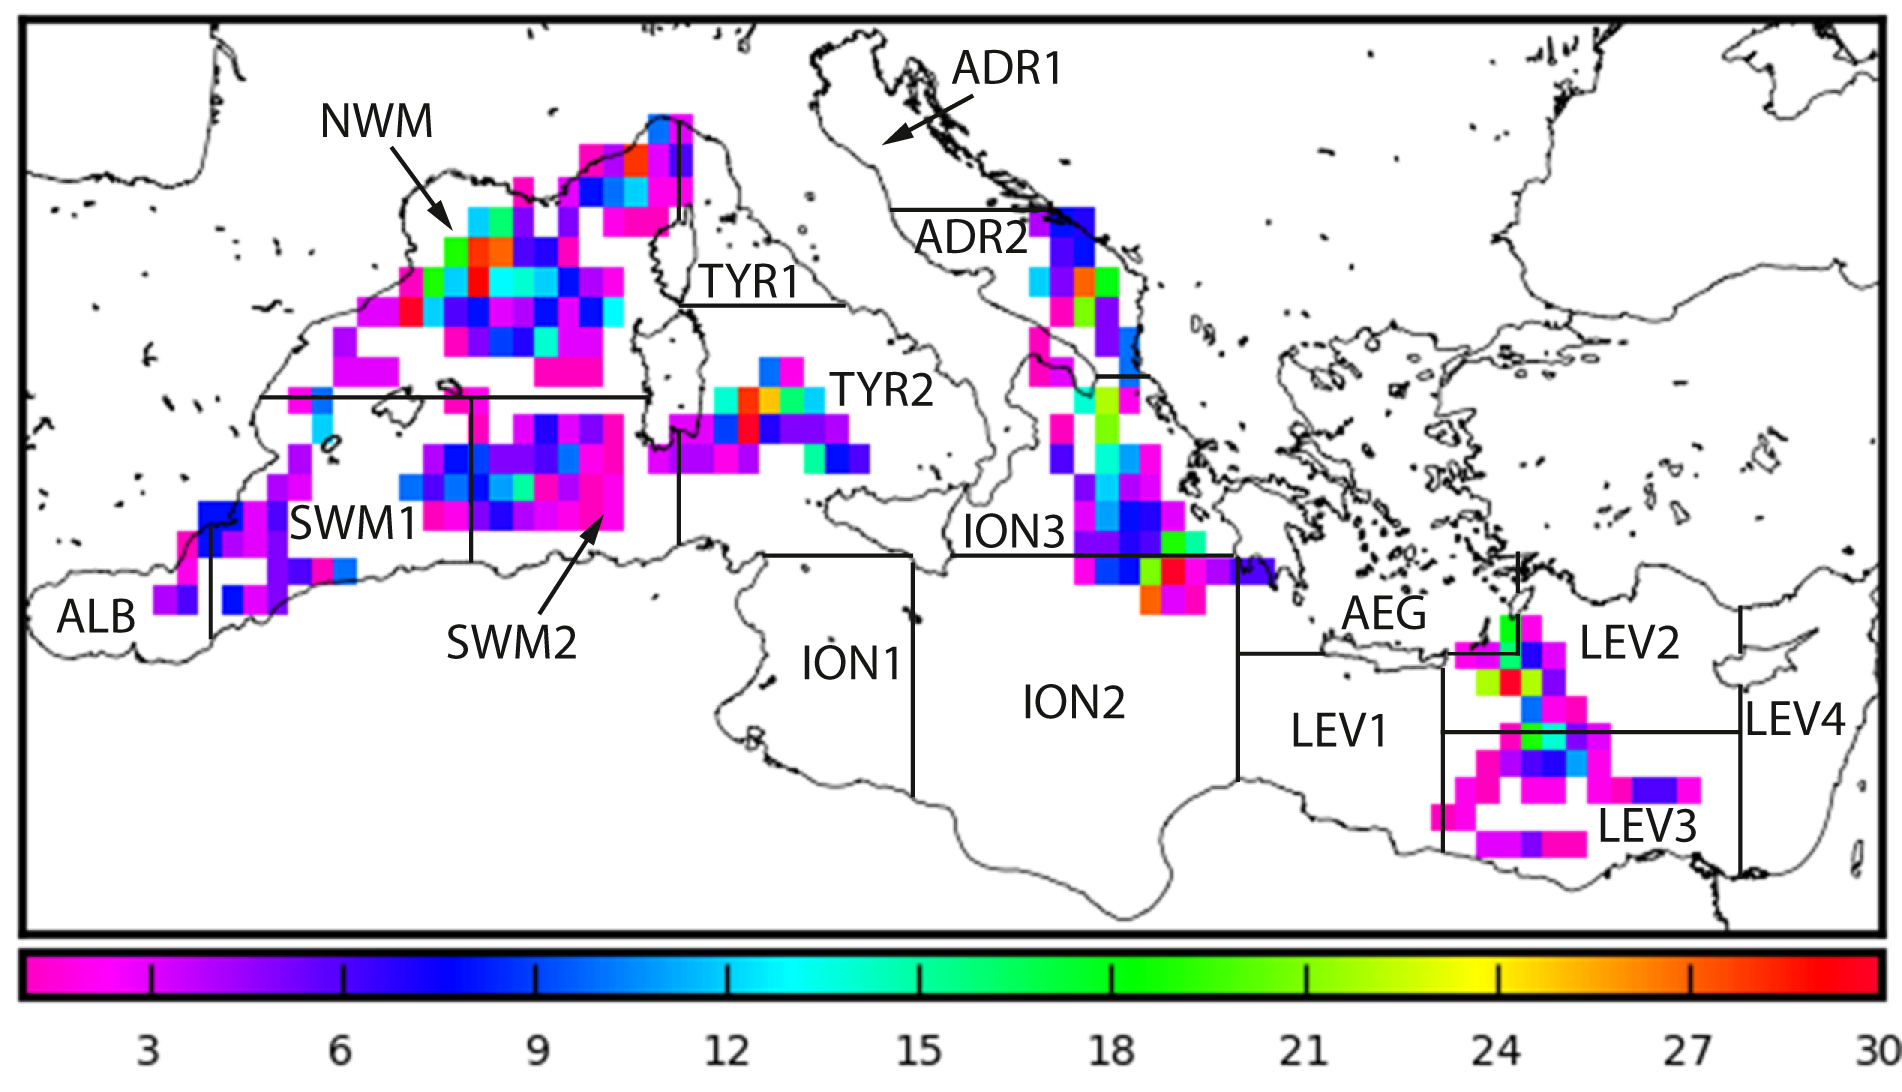 ADR1
NWM
ADR2
TYR1
TYR2
SWM1
ION3
ALB
AEG
SWM2
LEV2
ION1
ION2
LEV1
LEV4
LEV3
3 6 9 12 15 18 21 24 27 30